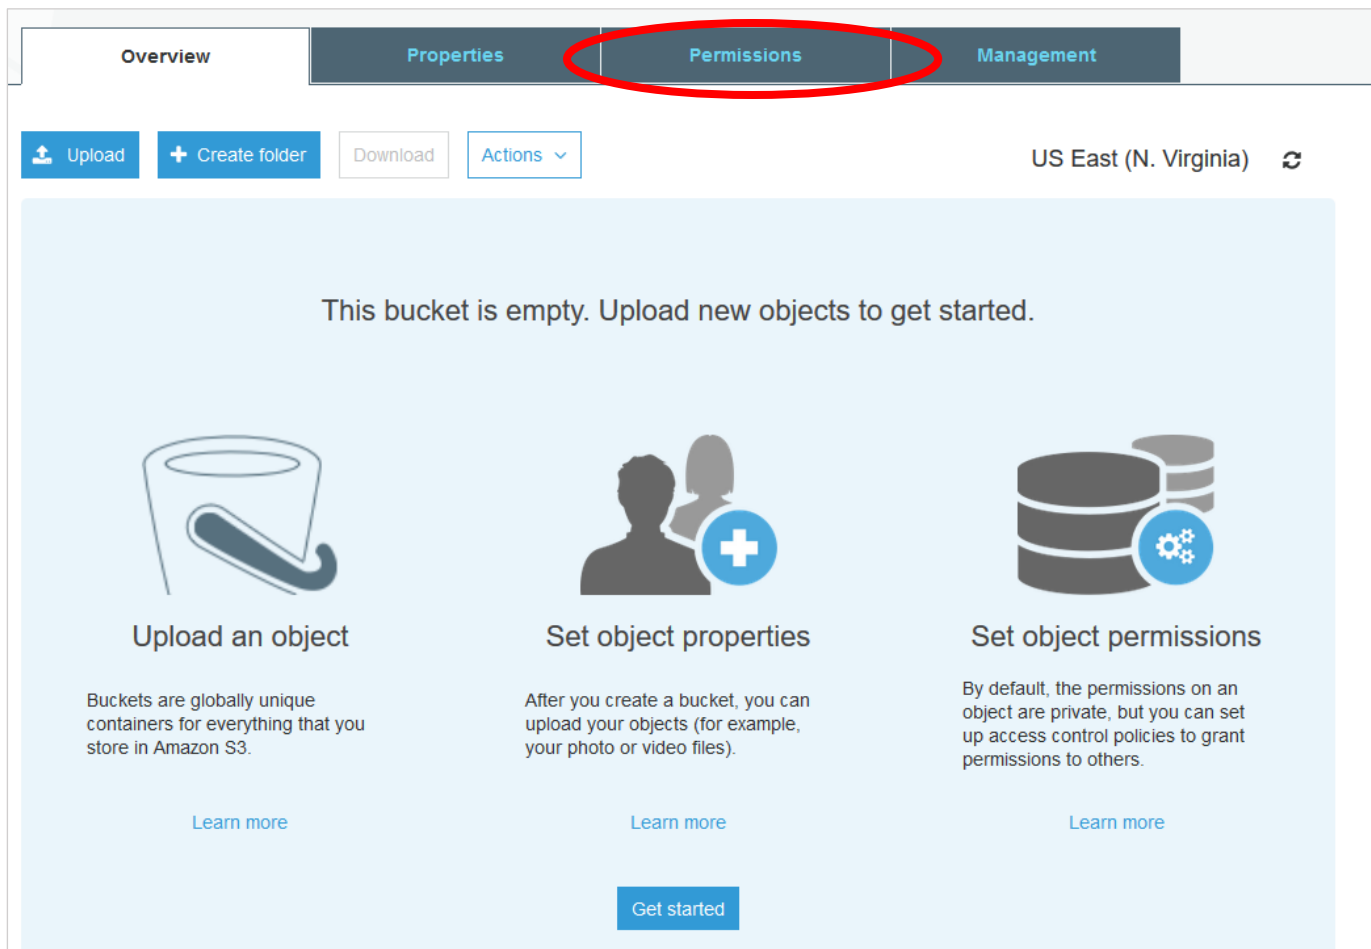 Overview Properties Permissions Management
Upload Create folder Download Actions US East (N. Virginia)
This bucket is empty. Upload new objects to get started.
Upload an object
Buckets are globally unique
containers for everything that you
store in Amazon S3.
Learn more
Set object properties
After you create a bucket, you can
upload your objects (for example,
your photo or video files).
Learn more
Set object permissions
By default, the permissions on an
object are private, but you can set
up access control policies to grant
permissions to others.
Learn more
Get started